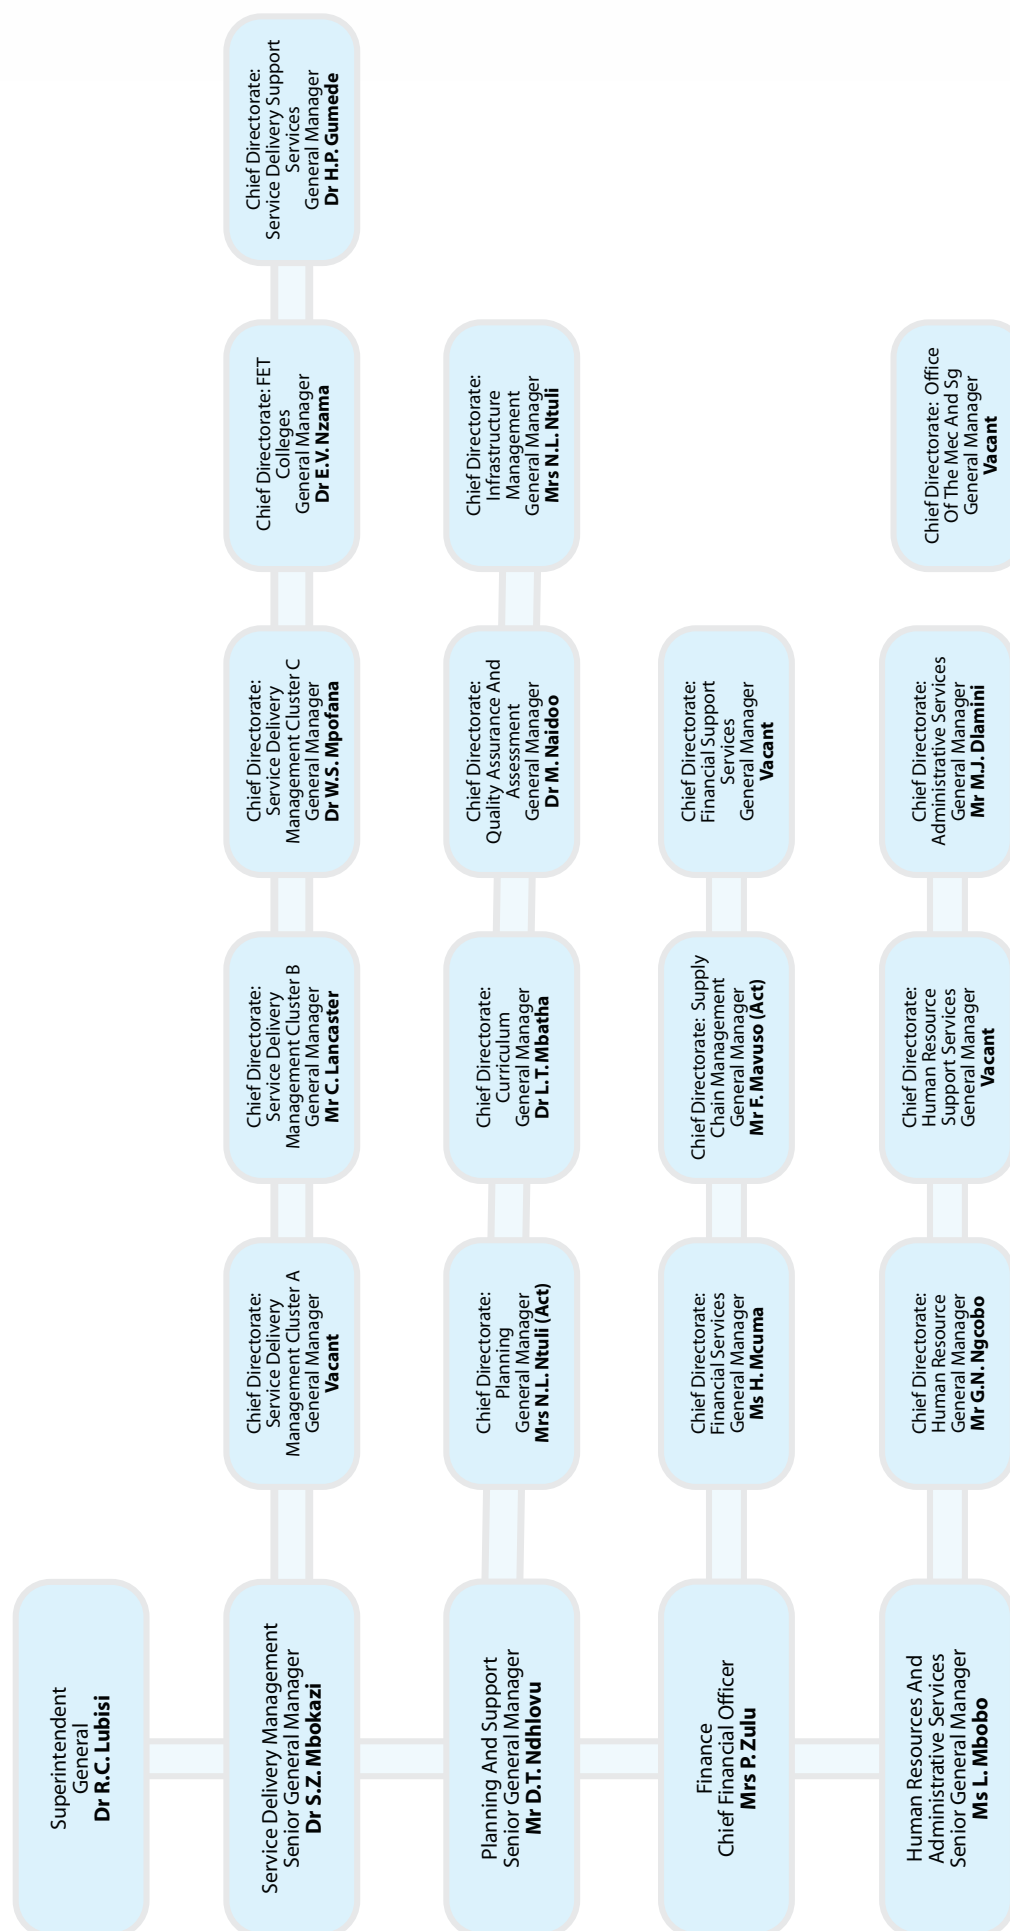 Superintendent
General
Dr R.C. Lubisi
Service Delivery Management
Senior General Manager
Dr S.Z. Mbokazi
Chief Directorate:
Service Delivery
Management Cluster A
General Manager
Vacant
Chief Directorate:
Service Delivery
Management Cluster B
General Manager
Mr C. Lancaster
Chief Directorate:
Service Delivery
Management Cluster C
General Manager
Dr W.S. Mpofana
Chief Directorate: FET
Colleges
General Manager
Dr E.V. Nzama
Chief Directorate:
Service Delivery Support
Services
General Manager
Dr H.P. Gumede
Planning And Support
Senior General Manager
Mr D.T. Ndhlovu
Chief Directorate:
Planning
General Manager
Mrs N.L. Ntuli (Act)
Chief Directorate:
Curriculum
General Manager
Dr L.T. Mbatha
Chief Directorate:
Quality Assurance And
Assessment
General Manager
Dr M. Naidoo
Chief Directorate:
Infrastructure
Management
General Manager
Mrs N.L. Ntuli
Finance
Chief Financial Officer
Mrs P. Zulu
Chief Directorate:
Financial Services
General Manager
Ms H. Mcuma
Chief Directorate: Supply
Chain Management
General Manager
Mr F. Mavuso (Act)
Chief Directorate:
Financial Support
Services
General Manager
Vacant
Human Resources And
Administrative Services
Senior General Manager
Ms L. Mbobo
Chief Directorate:
Human Resource
General Manager
Mr G.N. Ngcobo
Chief Directorate:
Human Resource
Support Services
General Manager
Vacant
Chief Directorate:
Administrative Services
General Manager
Mr M.J. Dlamini
Chief Directorate: Office
Of The Mec And Sg
General Manager
Vacant